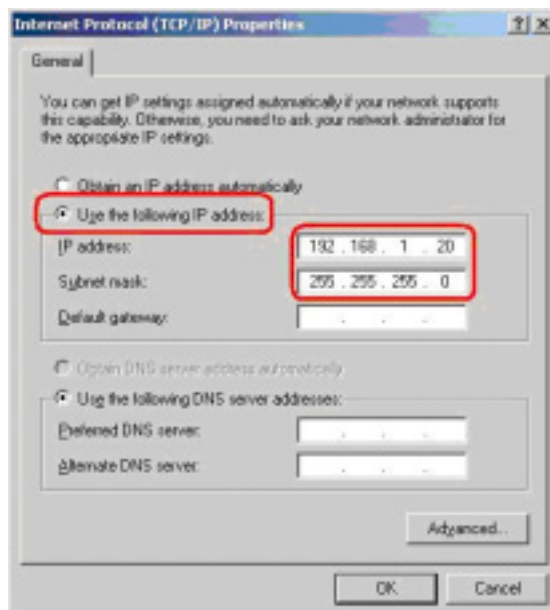 Internet Protocol (TCP/IP) Properties
General
You can get IP settings assigned automatically if your network supports
this capability. Otherwise, you need to ask your network administrator for
the appropriate IP settings.
Obtain an IP address automatically
Use the following IP address:
IP address: 192 . 168 . 1 . 20
Subnet mask: 255 . 255 . 255 . 0
Default gateway: . . .
Obtain DNS server address automatically
Use the following DNS server addresses:
Preferred DNS server: . . .
Alternate DNS server: . . .
Advanced...
OK Cancel